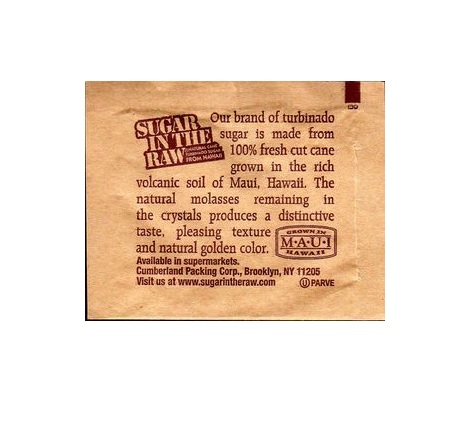 SUGAR
IN THE
RAW
NATURAL CANE
TURBINADO SUGAR
FROM HAWAII
Our brand of turbinado
sugar is made from
100% fresh cut cane
grown in the rich
volcanic soil of Maui, Hawaii. The
natural molasses remaining in
the crystals produces a distinctive
taste, pleasing texture
and natural golden color.
GROWN IN
M·A·U·I
HAWAII
Available in supermarkets.
Cumberland Packing Corp., Brooklyn, NY 11205
Visit us at www.sugarintheraw.com
U PARVE